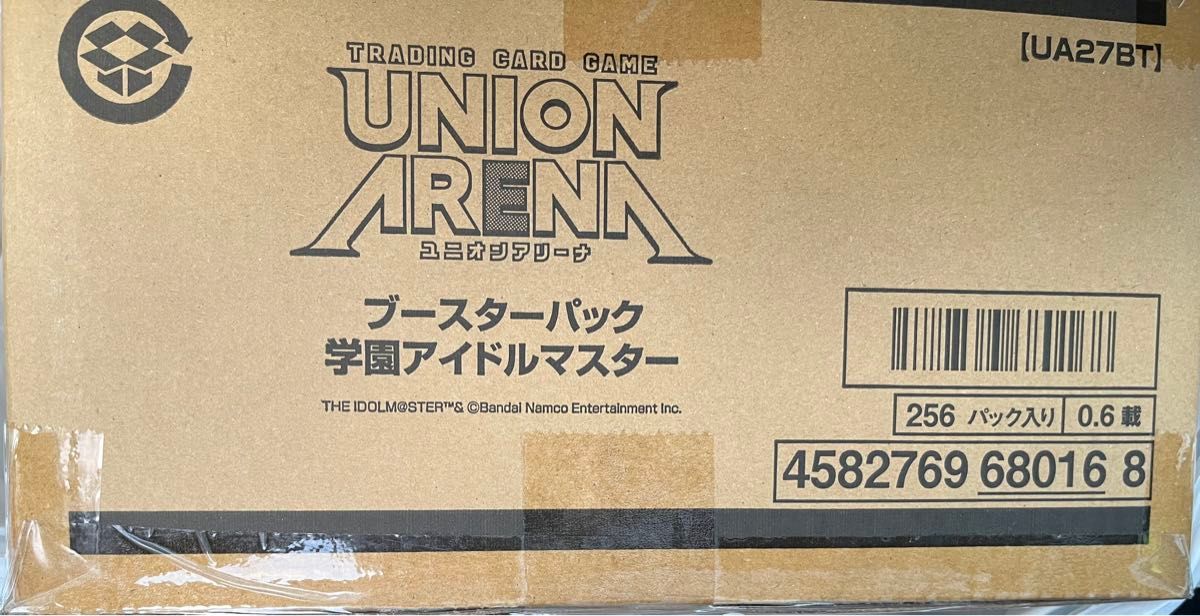 【UA27BT】
TRADING CARD GAME
UNION
ARENA
ユニオンアリーナ
ブースターパック
学園アイドルマスター
THE IDOLM@STER™& ©Bandai Namco Entertainment Inc.
256 パック入り 0.6 載
4582769 68016 8